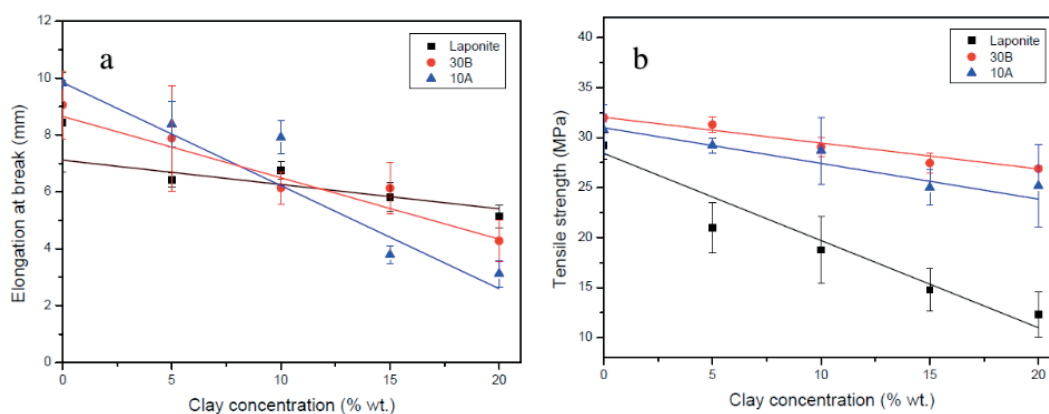 a
Laponite
30B
10A
12
10
8
6
4
2
0
Elongation at break (mm)
0
5
10
15
20
Clay concentration (% wt.)
b
Laponite
30B
10A
40
35
30
25
20
15
10
Tensile strength (MPa)
0
5
10
15
20
Clay concentration (% wt.)